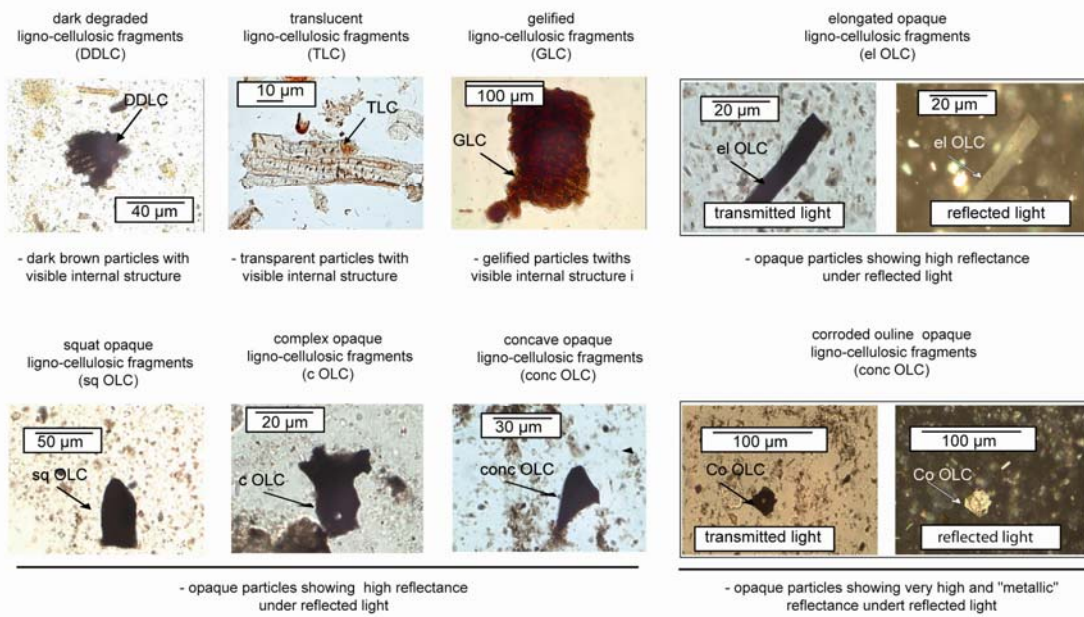 dark degraded
ligno-cellulosic fragments
(DDLC)
translucent
ligno-cellulosic fragments
(TLC)
gelified
ligno-cellulosic fragments
(GLC)
elongated opaque
ligno-cellulosic fragments
(el OLC)
DDLC
40 µm
10 µm
TLC
100 µm
GLC
20 µm
el OLC
transmitted light
20 µm
el OLC
reflected light
- dark brown particles with
visible internal structure
- transparent particles twith
visible internal structure
- gelified particles twiths
visible internal structure i
- opaque particles showing high reflectance
under reflected light
squat opaque
ligno-cellulosic fragments
(sq OLC)
complex opaque
ligno-cellulosic fragments
(c OLC)
concave opaque
ligno-cellulosic fragments
(conc OLC)
corroded ouline opaque
ligno-cellulosic fragments
(conc OLC)
50 µm
sq OLC
20 µm
c OLC
30 µm
conc OLC
100 µm
Co OLC
transmitted light
100 µm
Co OLC
reflected light
- opaque particles showing high reflectance
under reflected light
- opaque particles showing very high and "metallic"
reflectance undert reflected light